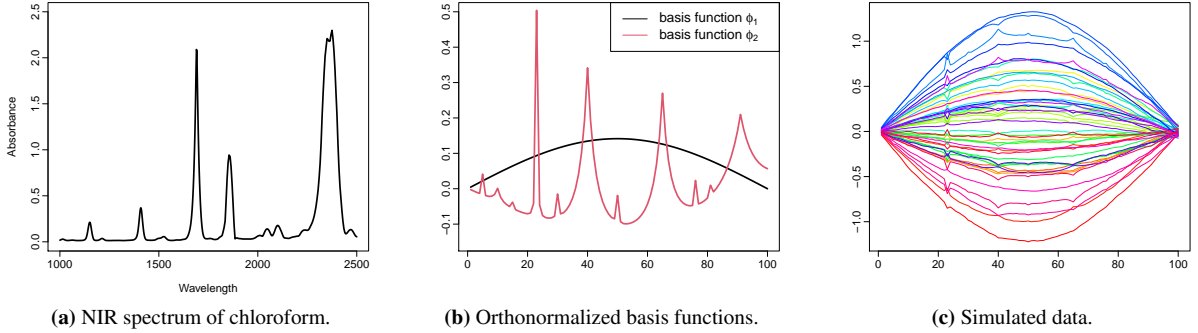 2.5
2.0
1.5
1.0
0.5
0.0
Absorbance
1000 1500 2000 2500
Wavelength
(a) NIR spectrum of chloroform.
0.5
0.4
0.3
0.2
0.1
0.0
−0.1
basis function ϕ1
basis function ϕ2
0 20 40 60 80 100
(b) Orthonormalized basis functions.
1.0
0.5
0.0
−0.5
−1.0
0 20 40 60 80 100
(c) Simulated data.